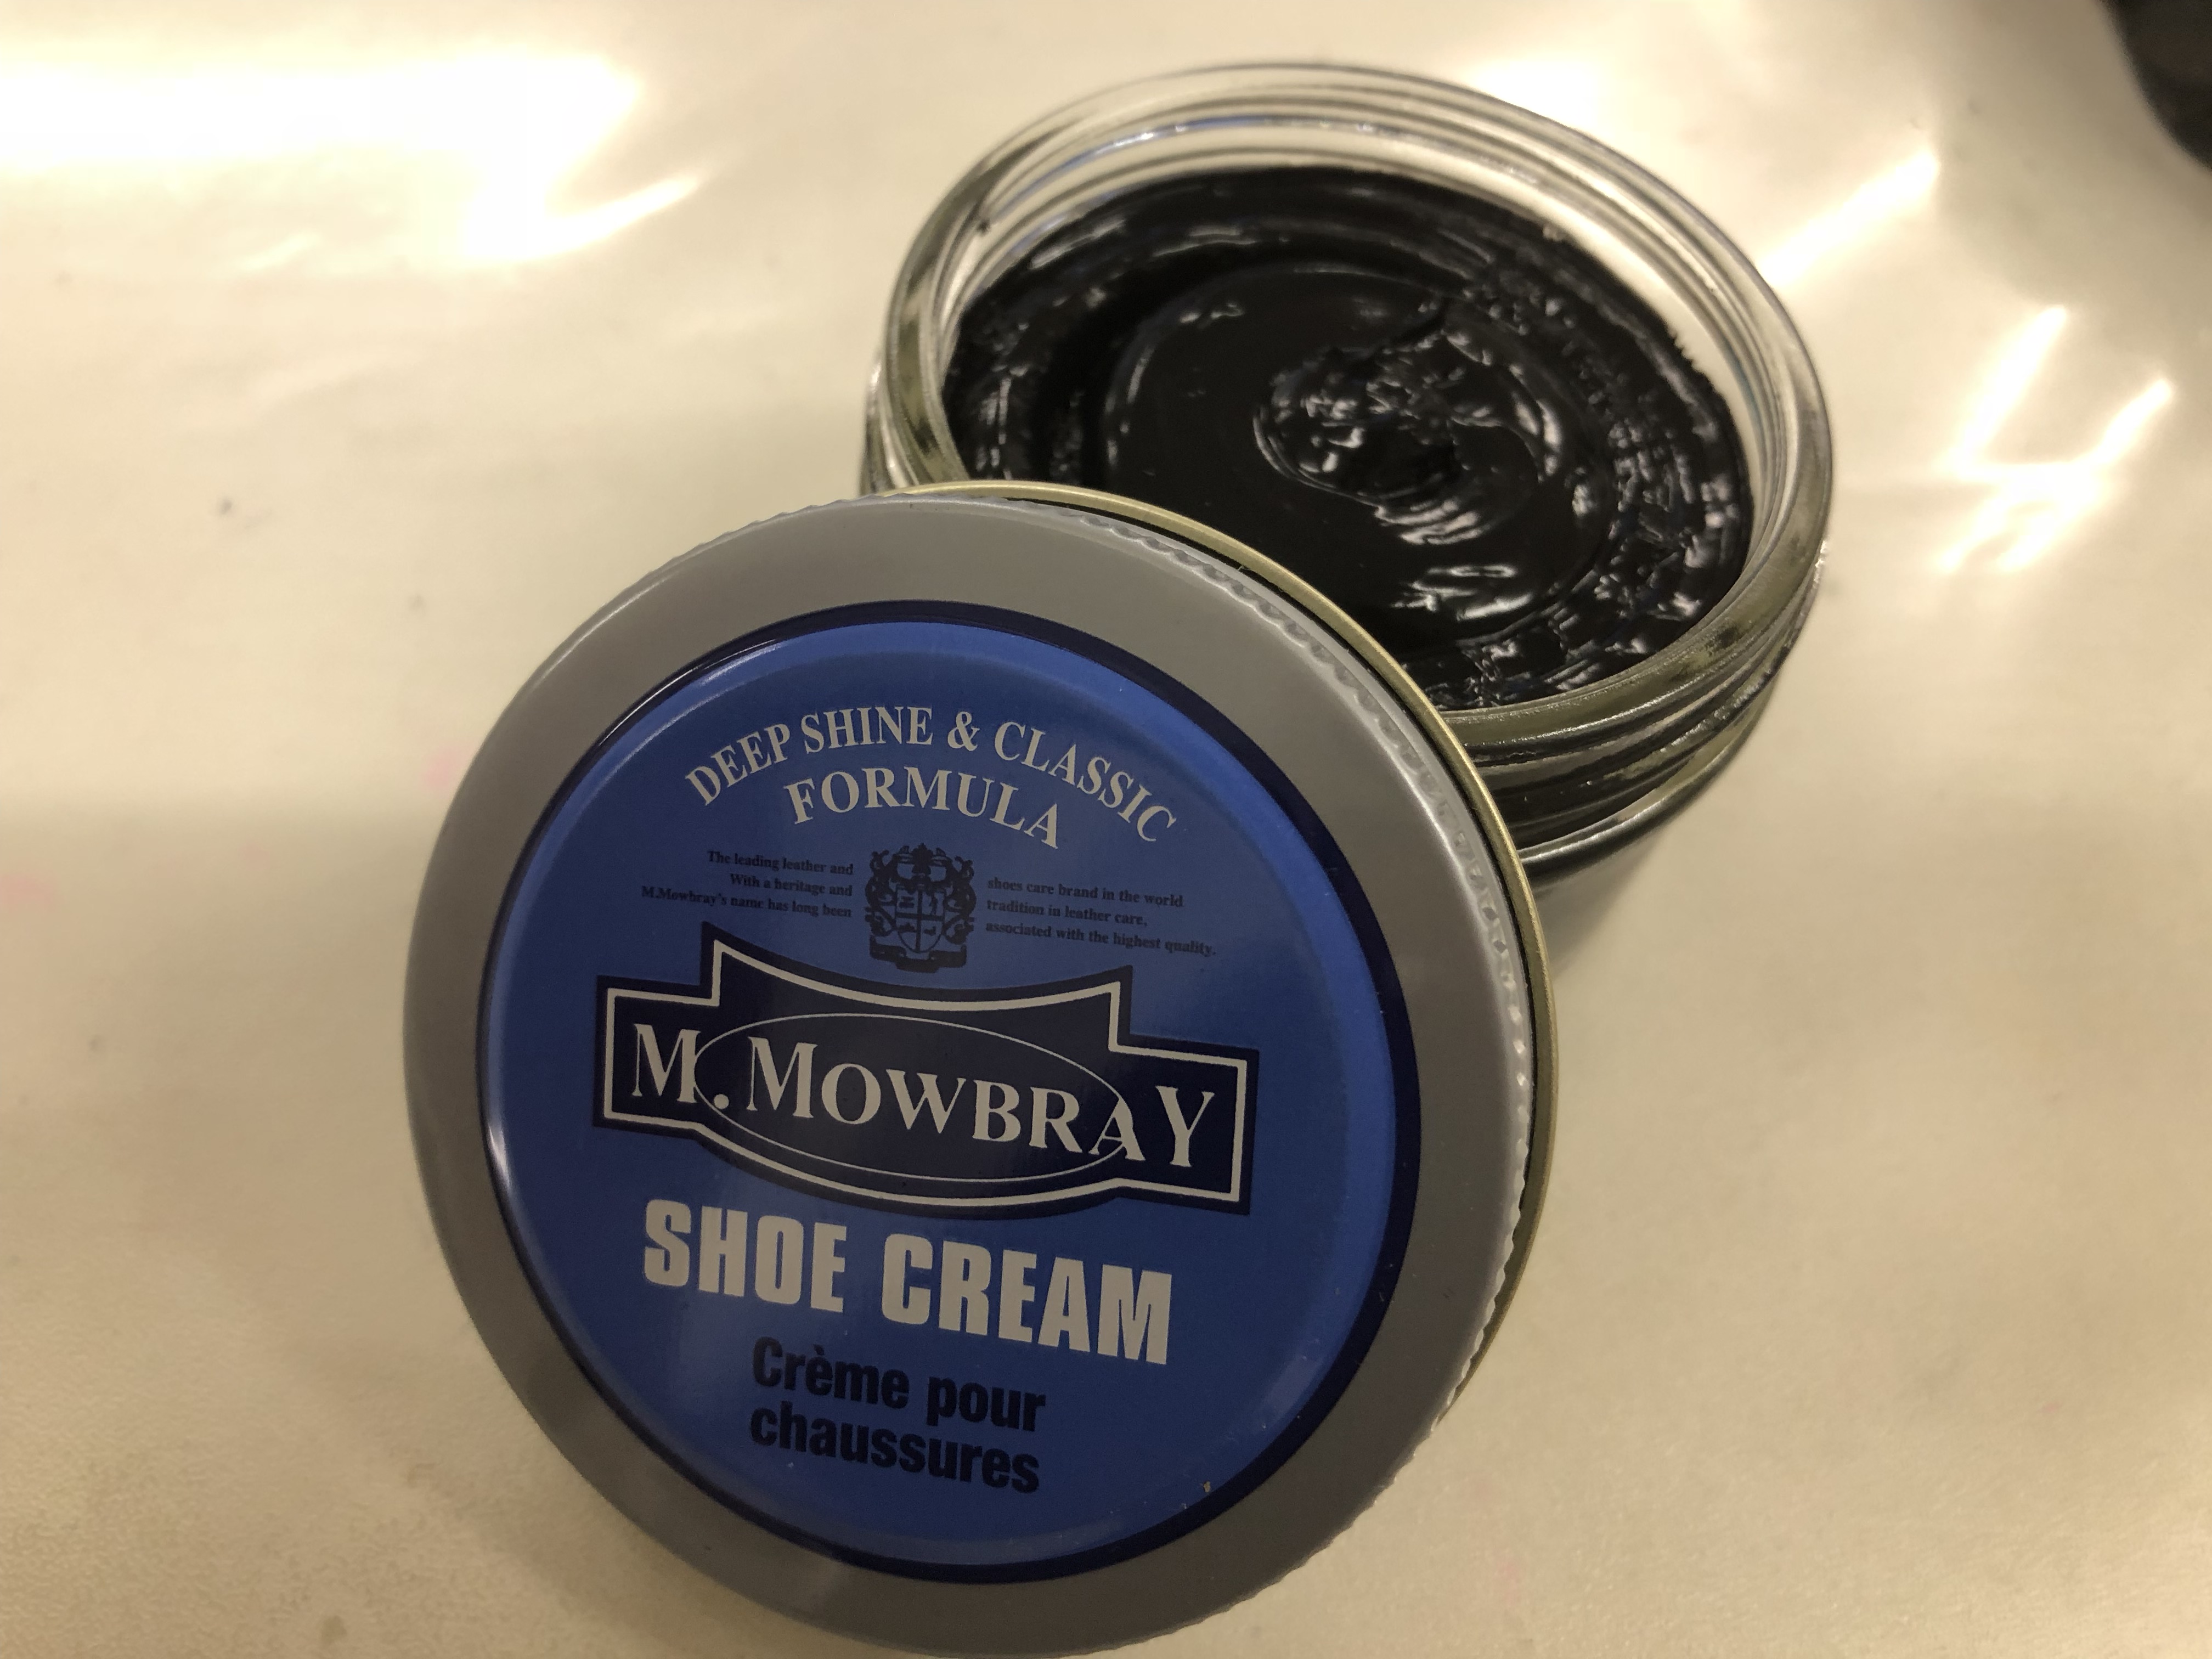 DEEP SHINE & CLASSIC
FORMULA
The leading leather and shoes care brand in the world
With a heritage and tradition in leather care,
M.Mowbray's name has long been associated with the highest quality.
M. MOWBRAY
SHOE CREAM
Crème pour
chaussures